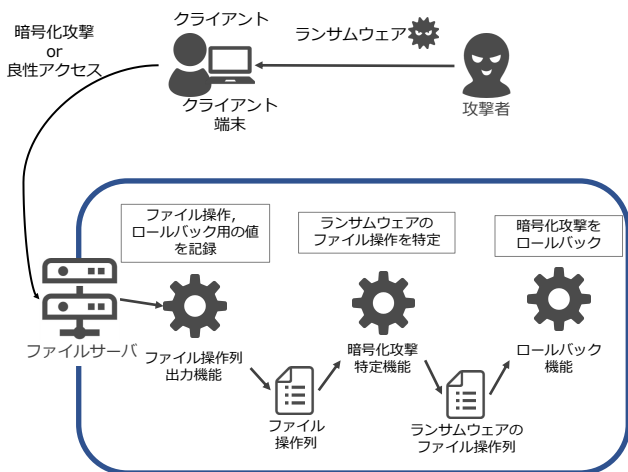 暗号化攻撃
or
良性アクセス
クライアント
クライアント
端末
ランサムウェア
攻撃者
ファイル操作,
ロールバック用の値
を記録
ランサムウェアの
ファイル操作を特定
暗号化攻撃を
ロールバック
ファイルサーバ
ファイル操作列
出力機能
ファイル
操作列
暗号化攻撃
特定機能
ランサムウェアの
ファイル操作列
ロールバック
機能